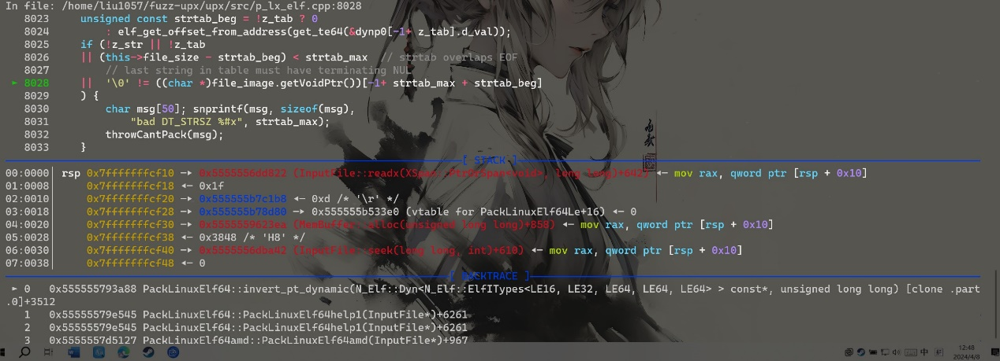 In file: /home/liu1057/fuzz-upx/upx/src/p_lx_elf.cpp:8028
8023 unsigned const strtab_beg = !z_tab ? 0
8024 : elf_get_offset_from_address(get_te64(&dynp0[-1+ z_tab].d_val));
8025 if (!z_str || !z_tab
8026 || (this->file_size - strtab_beg) < strtab_max // strtab overlaps EOF
8027 // last string in table must have terminating NUL
► 8028 || '\0' != ((char *)file_image.getVoidPtr())[-1+ strtab_max + strtab_beg]
8029 ) {
8030 char msg[50]; snprintf(msg, sizeof(msg),
8031 "bad DT_STRSZ %#x", strtab_max);
8032 throwCantPack(msg);
8033 }
[ STACK ]
00:0000│ rsp 0x7fffffffcf10 —▸ 0x5555556dd822 (InputFile::readx(XSpan::PtrOrSpan<void>, long long)+642) ◂— mov rax, qword ptr [rsp + 0x10]
01:0008│ 0x7fffffffcf18 ◂— 0x1f
02:0010│ 0x7fffffffcf20 —▸ 0x555555b7c1b8 ◂— 0xd /* '\r' */
03:0018│ 0x7fffffffcf28 —▸ 0x555555b78d80 —▸ 0x555555b533e0 (vtable for PackLinuxElf64Le+16) ◂— 0
04:0020│ 0x7fffffffcf30 —▸ 0x5555559623ea (MemBuffer::alloc(unsigned long long)+858) ◂— mov rax, qword ptr [rsp + 0x10]
05:0028│ 0x7fffffffcf38 ◂— 0x3848 /* 'H8' */
06:0030│ 0x7fffffffcf40 —▸ 0x5555556dbe42 (InputFile::seek(long long, int)+610) ◂— mov rax, qword ptr [rsp + 0x10]
07:0038│ 0x7fffffffcf48 ◂— 0
[ BACKTRACE ]
► 0 0x555555793a88 PackLinuxElf64::invert_pt_dynamic(N_Elf::Dyn<N_Elf::ElfITypes<LE16, LE32, LE64, LE64, LE64> > const*, unsigned long long) [clone .part
.0]+3512
1 0x55555579e545 PackLinuxElf64::PackLinuxElf64help1(InputFile*)+6261
2 0x55555579e545 PackLinuxElf64::PackLinuxElf64help1(InputFile*)+6261
3 0x5555557d5127 PackLinuxElf64amd::PackLinuxElf64amd(InputFile*)+967
中
12:48
2024/4/8